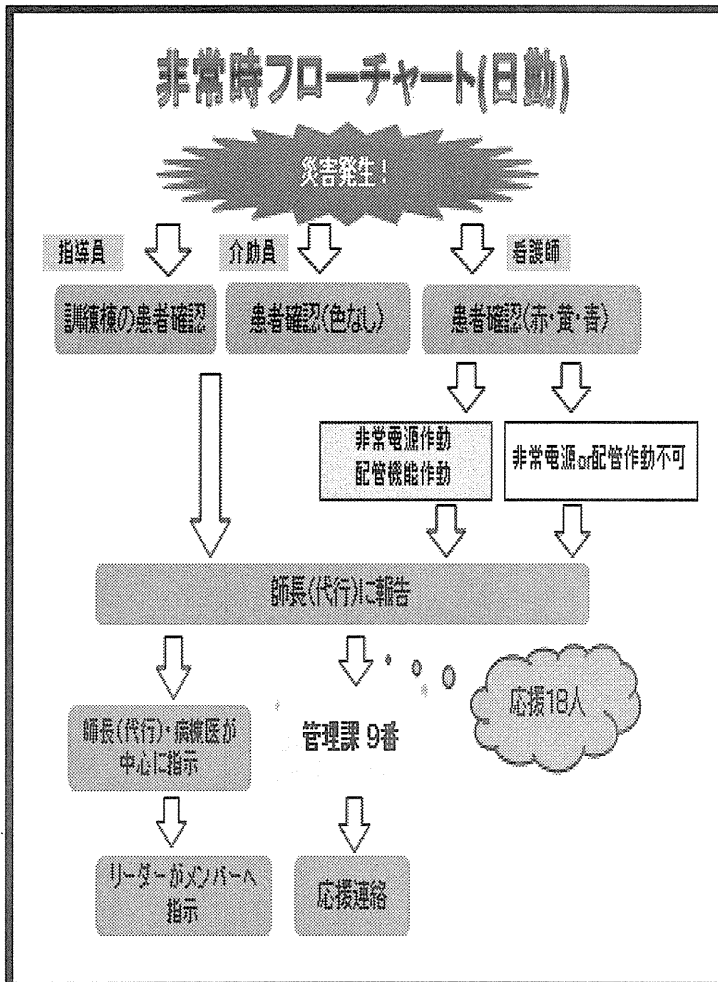 非常時フローチャート(日勤)
災害発生!
指導員
介助員
看護師
訓練棟の患者確認
患者確認(色なし)
患者確認(赤・黄・青)
非常電源作動
配管機能作動
非常電源or配管作動不可
師長(代行)に報告
応援18人
師長(代行)・病棟医が
中心に指示
管理課 9番
リーダーがメンバーへ
指示
応援連絡